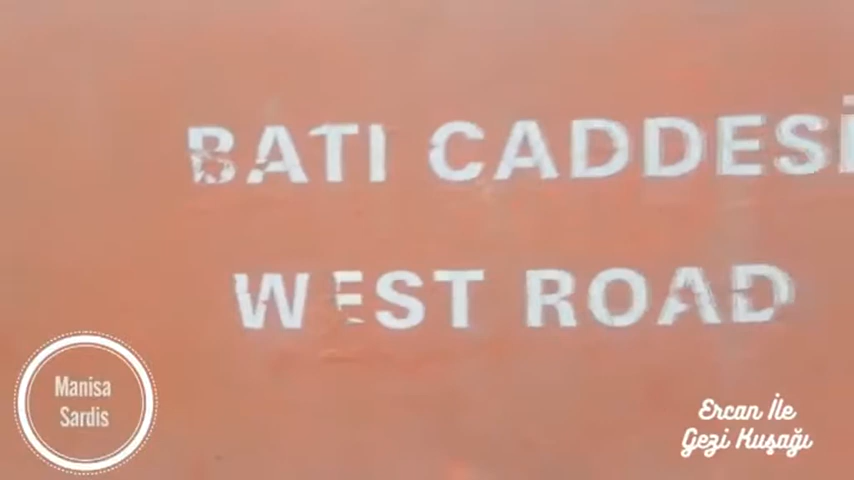 BATI CADDESİ
WEST ROAD
Manisa
Sardis
Ercan İle
Gezi Kuşağı